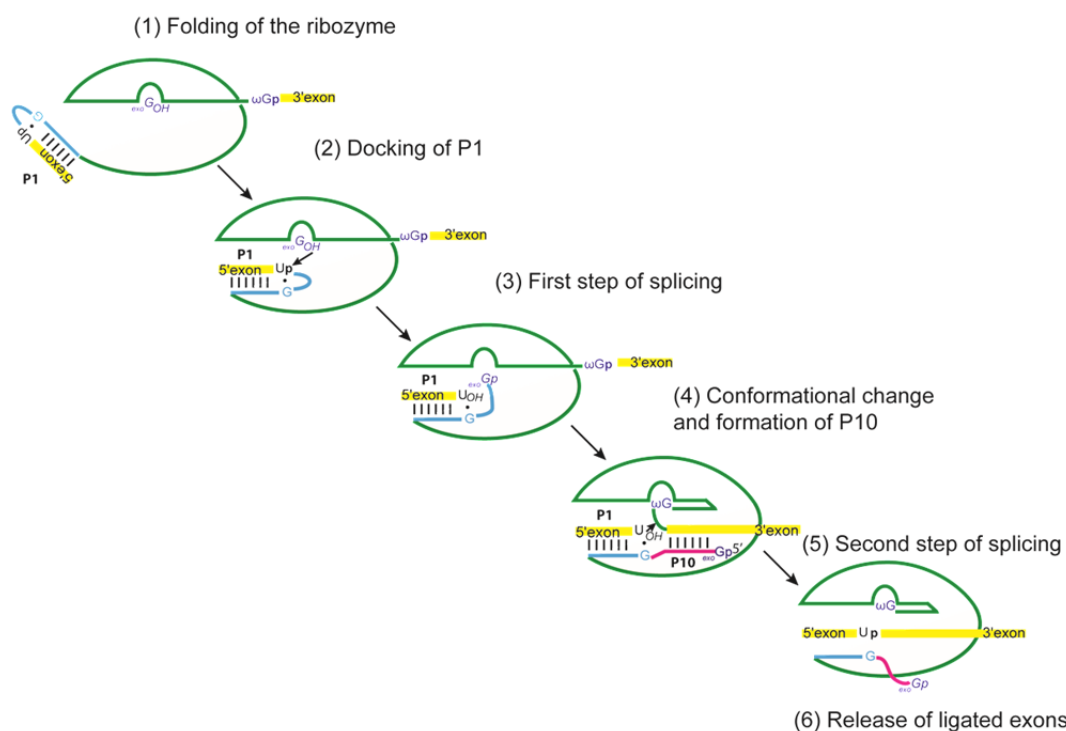 (1) Folding of the ribozyme
exoGOH
ωGp 3'exon
G
Up
5'exon
P1
(2) Docking of P1
exoGOH
ωGp 3'exon
P1
5'exon Up
G
(3) First step of splicing
ωGp 3'exon
P1
exoGp
5'exon UOH
G
(4) Conformational change
and formation of P10
ωG
P1
5'exon U OH 3'exon
G P10 exoGp5'
(5) Second step of splicing
ωG
5'exon Up 3'exon
G
exoGp
(6) Release of ligated exons